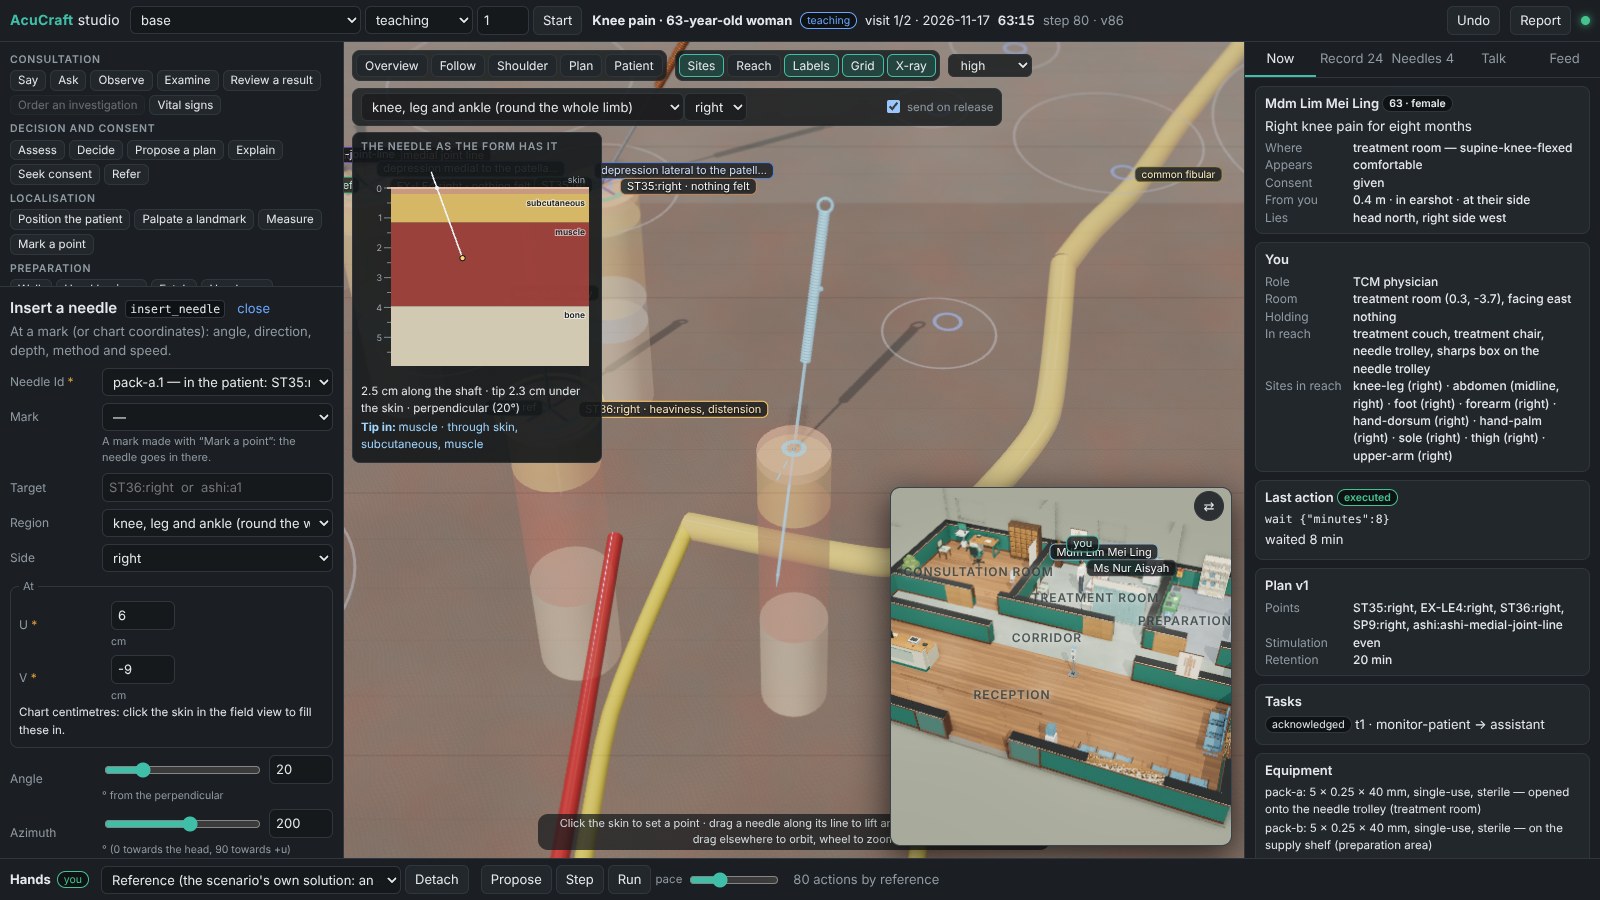 AcuCraft studio
base
teaching
1
Start
Knee pain · 63-year-old woman
teaching
visit 1/2 · 2026-11-17 63:15 step 80 · v86
Undo
Report
CONSULTATION
Say
Ask
Observe
Examine
Review a result
Order an investigation
Vital signs
DECISION AND CONSENT
Assess
Decide
Propose a plan
Explain
Seek consent
Refer
LOCALISATION
Position the patient
Palpate a landmark
Measure
Mark a point
PREPARATION
Insert a needle insert_needle close
At a mark (or chart coordinates): angle, direction,
depth, method and speed.
Needle Id *
pack-a.1 — in the patient: ST35:r
Mark
—
A mark made with “Mark a point”: the
needle goes in there.
Target
ST36:right or ashi:a1
Region
knee, leg and ankle (round the w
Side
right
At
U *
6
cm
V *
-9
cm
Chart centimetres: click the skin in the field view to fill
these in.
Angle
20
° from the perpendicular
Azimuth
200
° (0 towards the head, 90 towards +u)
Overview
Follow
Shoulder
Plan
Patient
Sites
Reach
Labels
Grid
X-ray
high
knee, leg and ankle (round the whole limb)
right
send on release
THE NEEDLE AS THE FORM HAS IT
skin
0
subcutaneous
1
muscle
2
3
4
bone
5
2.5 cm along the shaft · tip 2.3 cm under
the skin · perpendicular (20°)
Tip in: muscle · through skin,
subcutaneous, muscle
depression lateral to the patell...
ST35:right · nothing felt
common fibular
ST36:right · heaviness, distension
Click the skin to set a point · drag a needle along its line to lift
drag elsewhere to orbit, wheel to zoom
⇄
you
Mdm Lim Mei Ling
Ms Nur Aisyah
CONSULTATION ROOM
TREATMENT ROOM
PREPARATION
CORRIDOR
RECEPTION
Now
Record 24
Needles 4
Talk
Feed
Mdm Lim Mei Ling 63 · female
Right knee pain for eight months
Where treatment room — supine-knee-flexed
Appears comfortable
Consent given
From you 0.4 m · in earshot · at their side
Lies head north, right side west
You
Role TCM physician
Room treatment room (0.3, -3.7), facing east
Holding nothing
In reach treatment couch, treatment chair,
needle trolley, sharps box on the
needle trolley
Sites in reach knee-leg (right) · abdomen (midline,
right) · foot (right) · forearm (right) ·
hand-dorsum (right) · hand-palm
(right) · sole (right) · thigh (right) ·
upper-arm (right)
Last action executed
wait {"minutes":8}
waited 8 min
Plan v1
Points ST35:right, EX-LE4:right, ST36:right,
SP9:right, ashi:ashi-medial-joint-line
Stimulation even
Retention 20 min
Tasks
acknowledged t1 · monitor-patient → assistant
Equipment
pack-a: 5 × 0.25 × 40 mm, single-use, sterile — opened
onto the needle trolley (treatment room)
pack-b: 5 × 0.25 × 40 mm, single-use, sterile — on the
supply shelf (preparation area)
Hands you
Reference (the scenario's own solution: an
Detach
Propose
Step
Run
pace
80 actions by reference